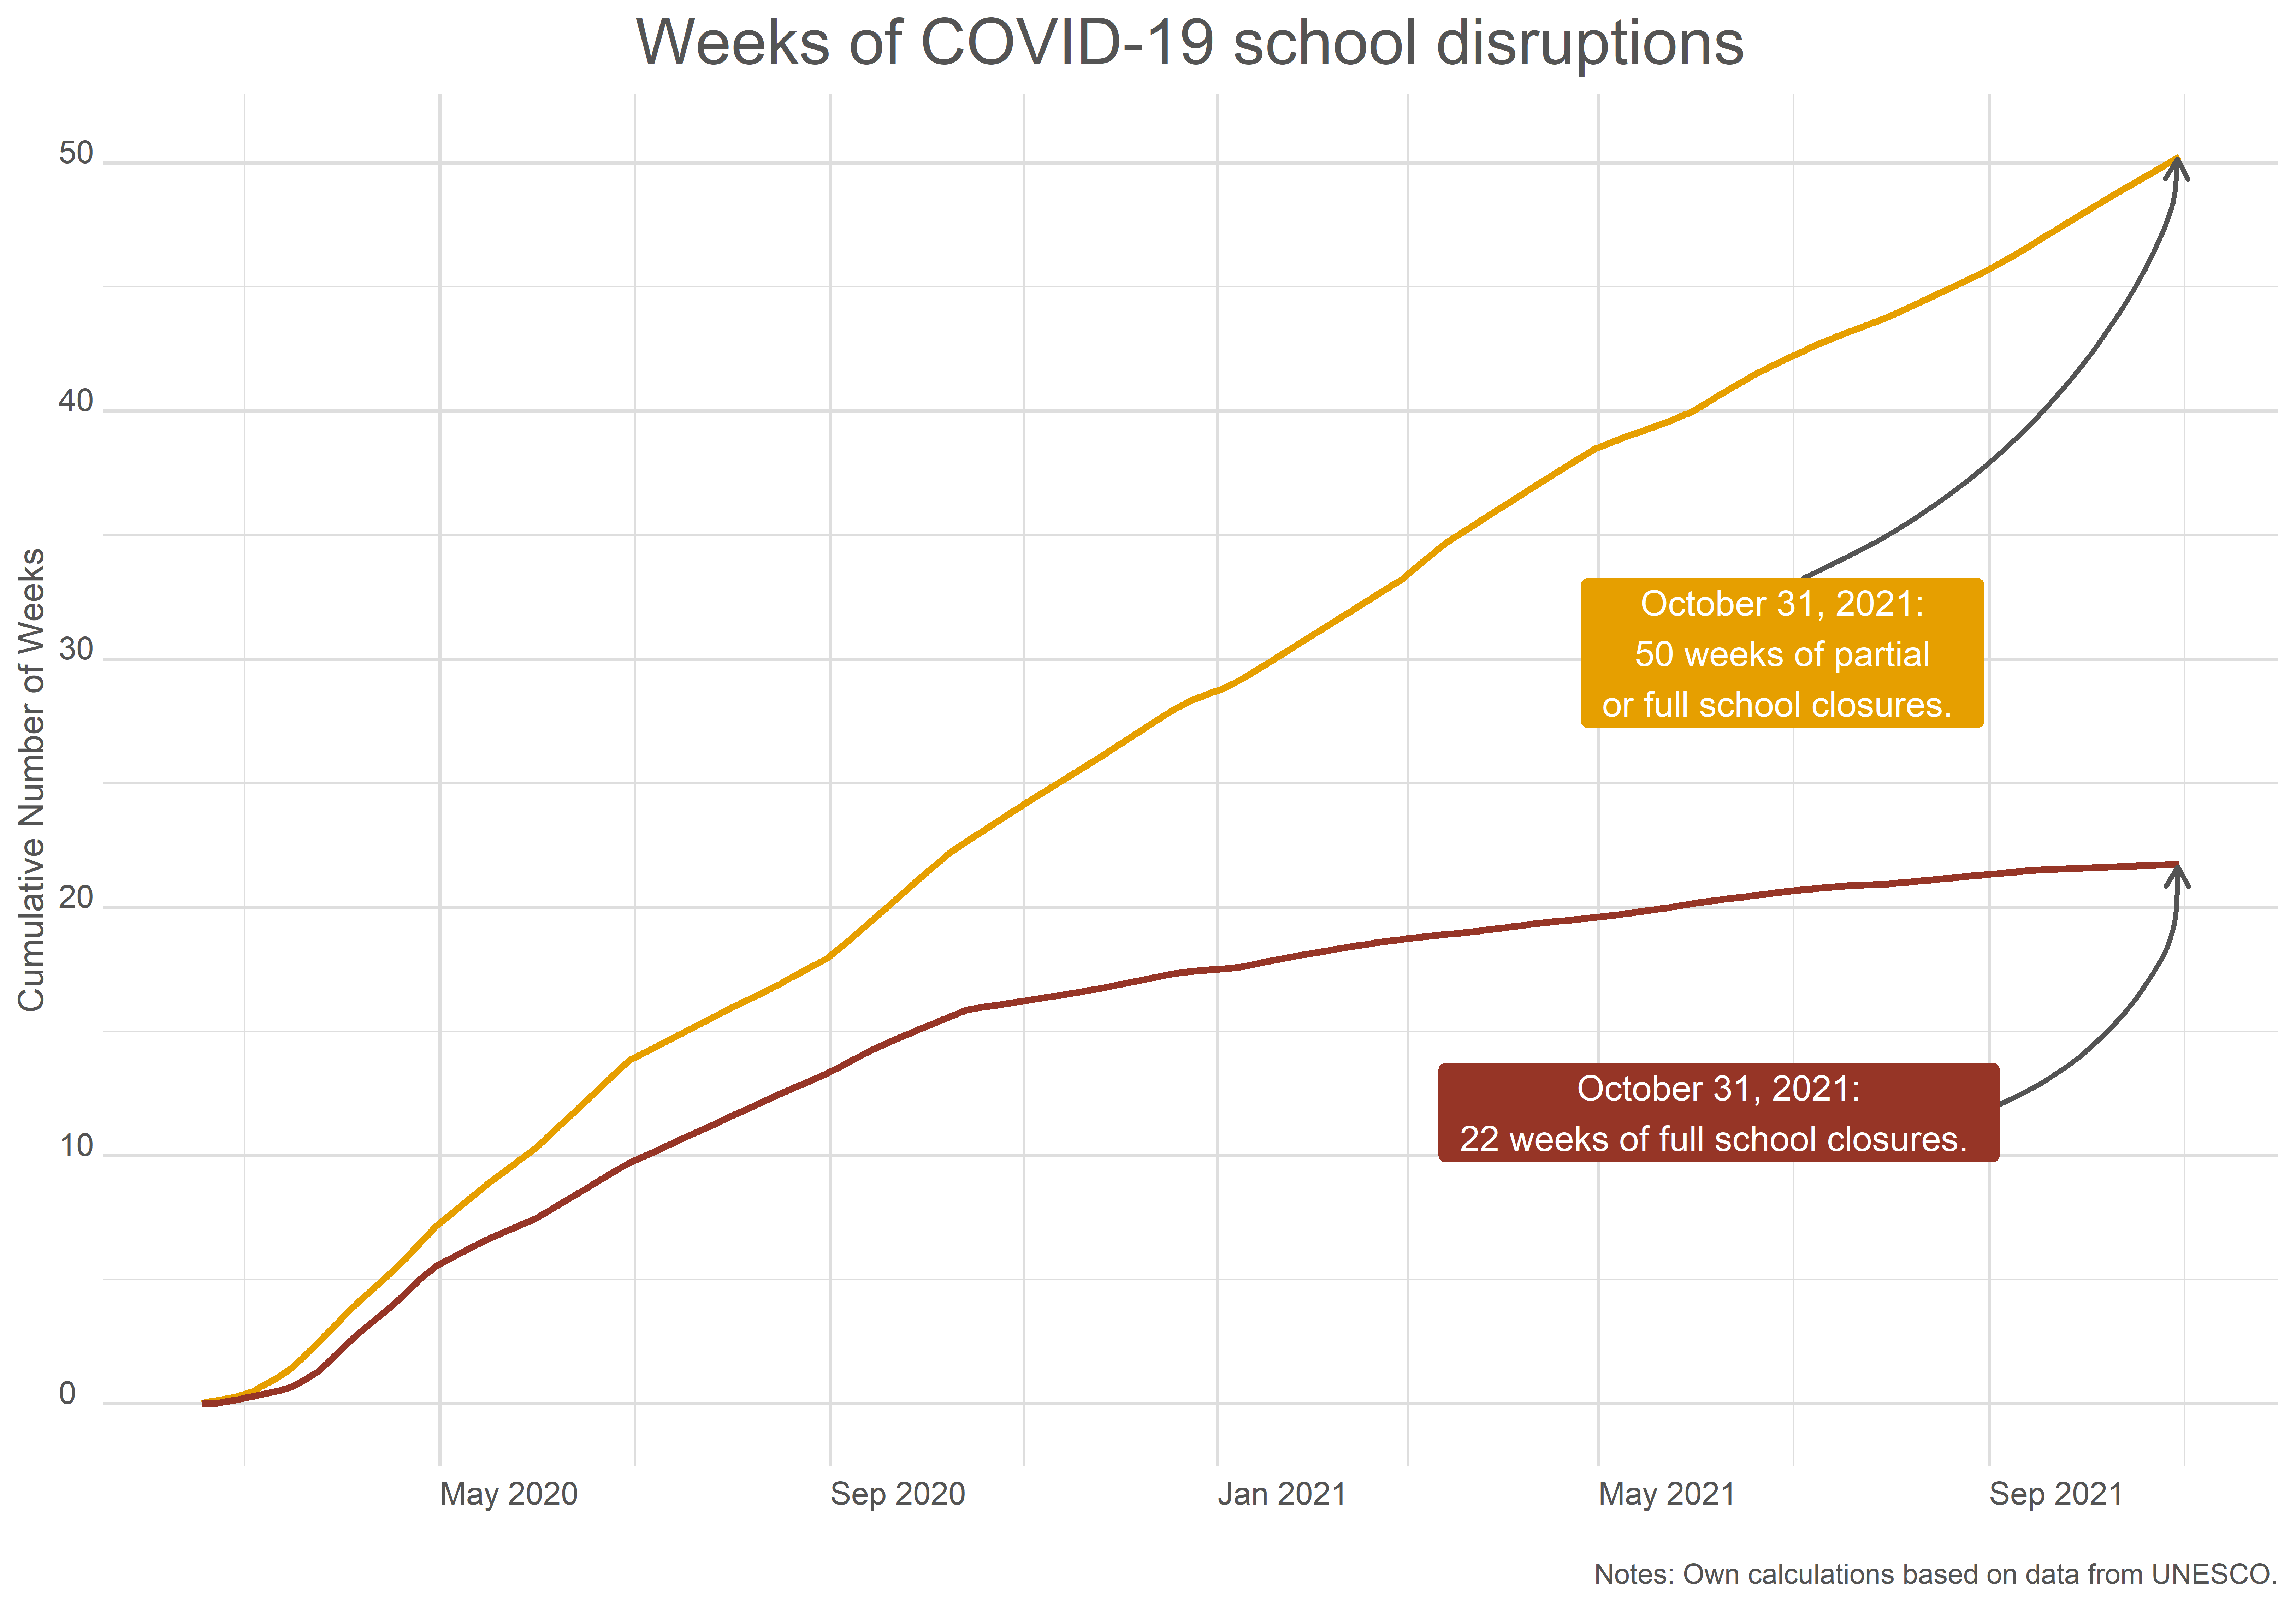 Weeks of COVID-19 school disruptions
Cumulative Number of Weeks
50
40
30
20
10
0
October 31, 2021:
50 weeks of partial
or full school closures.
October 31, 2021:
22 weeks of full school closures.
May 2020
Sep 2020
Jan 2021
May 2021
Sep 2021
Notes: Own calculations based on data from UNESCO.